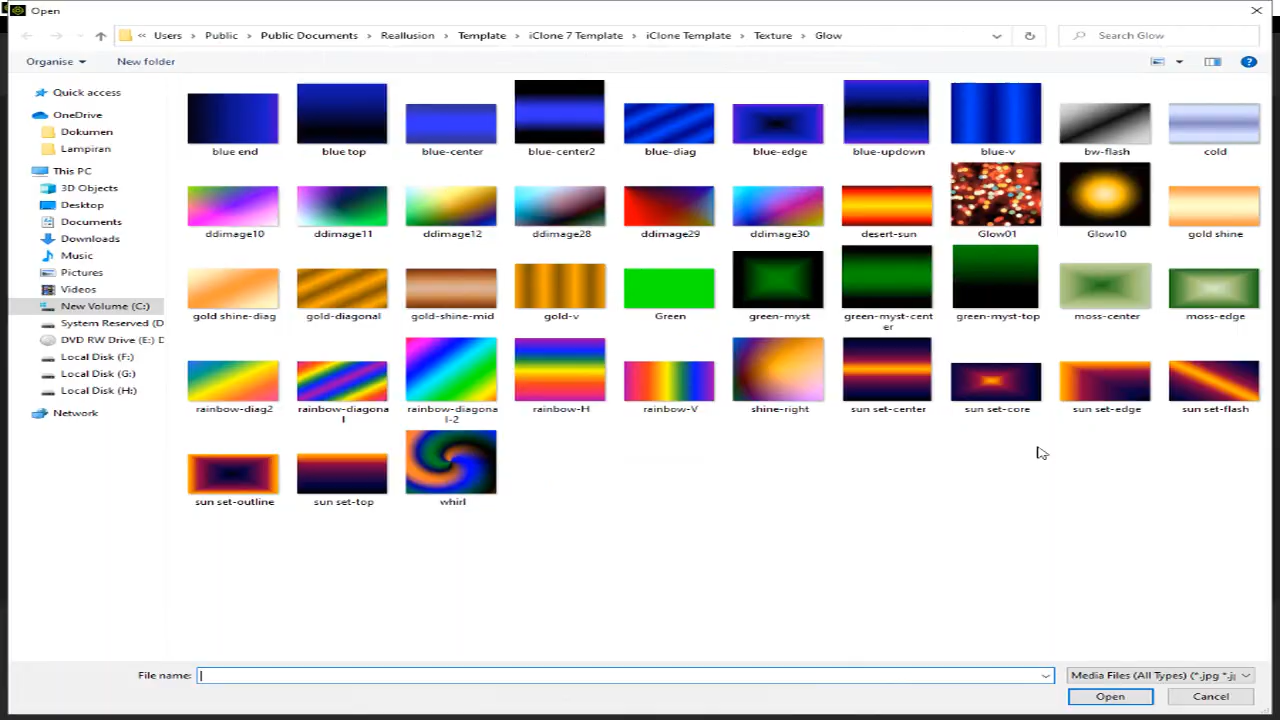 Open
« Users > Public > Public Documents > Reallusion > Template > iClone 7 Template > iClone Template > Texture > Glow
Search Glow
Organise
New folder
Quick access
OneDrive
Dokumen
Lampiran
This PC
3D Objects
Desktop
Documents
Downloads
Music
Pictures
Videos
New Volume (C:)
System Reserved (D
DVD RW Drive (E:) D
Local Disk (F:)
Local Disk (G:)
Local Disk (H:)
Network
blue end
blue top
blue-center
blue-center2
blue-diag
blue-edge
blue-updown
blue-v
bw-flash
cold
ddimage10
ddimage11
ddimage12
ddimage28
ddimage29
ddimage30
desert-sun
Glow01
Glow10
gold shine
gold shine-diag
gold-diagonal
gold-shine-mid
gold-v
Green
green-myst
green-myst-cent
er
green-myst-top
moss-center
moss-edge
rainbow-diag2
rainbow-diagona
l
rainbow-diagona
l-2
rainbow-H
rainbow-V
shine-right
sun set-center
sun set-core
sun set-edge
sun set-flash
sun set-outline
sun set-top
whirl
File name:
Media Files (All Types) (*.jpg *.j
Open
Cancel